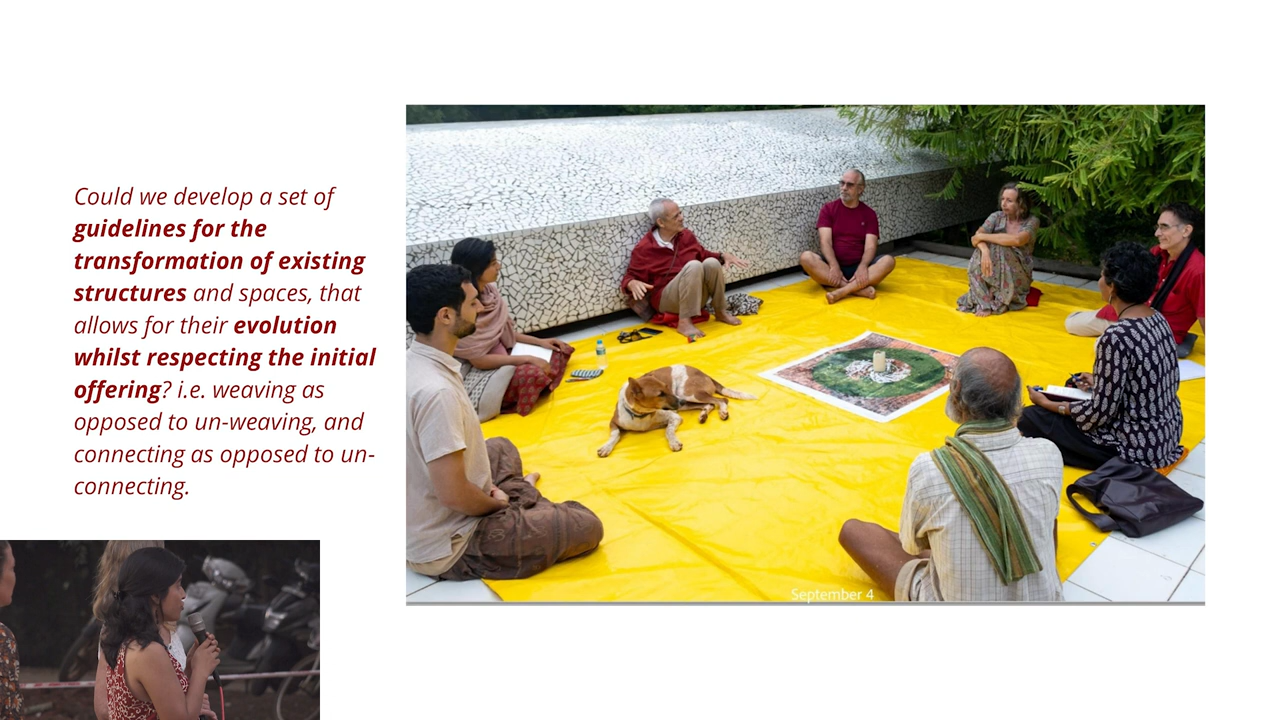 Could we develop a set of
guidelines for the
transformation of existing
structures and spaces, that
allows for their evolution
whilst respecting the initial
offering? i.e. weaving as
opposed to un-weaving, and
connecting as opposed to un-
connecting.
September 4